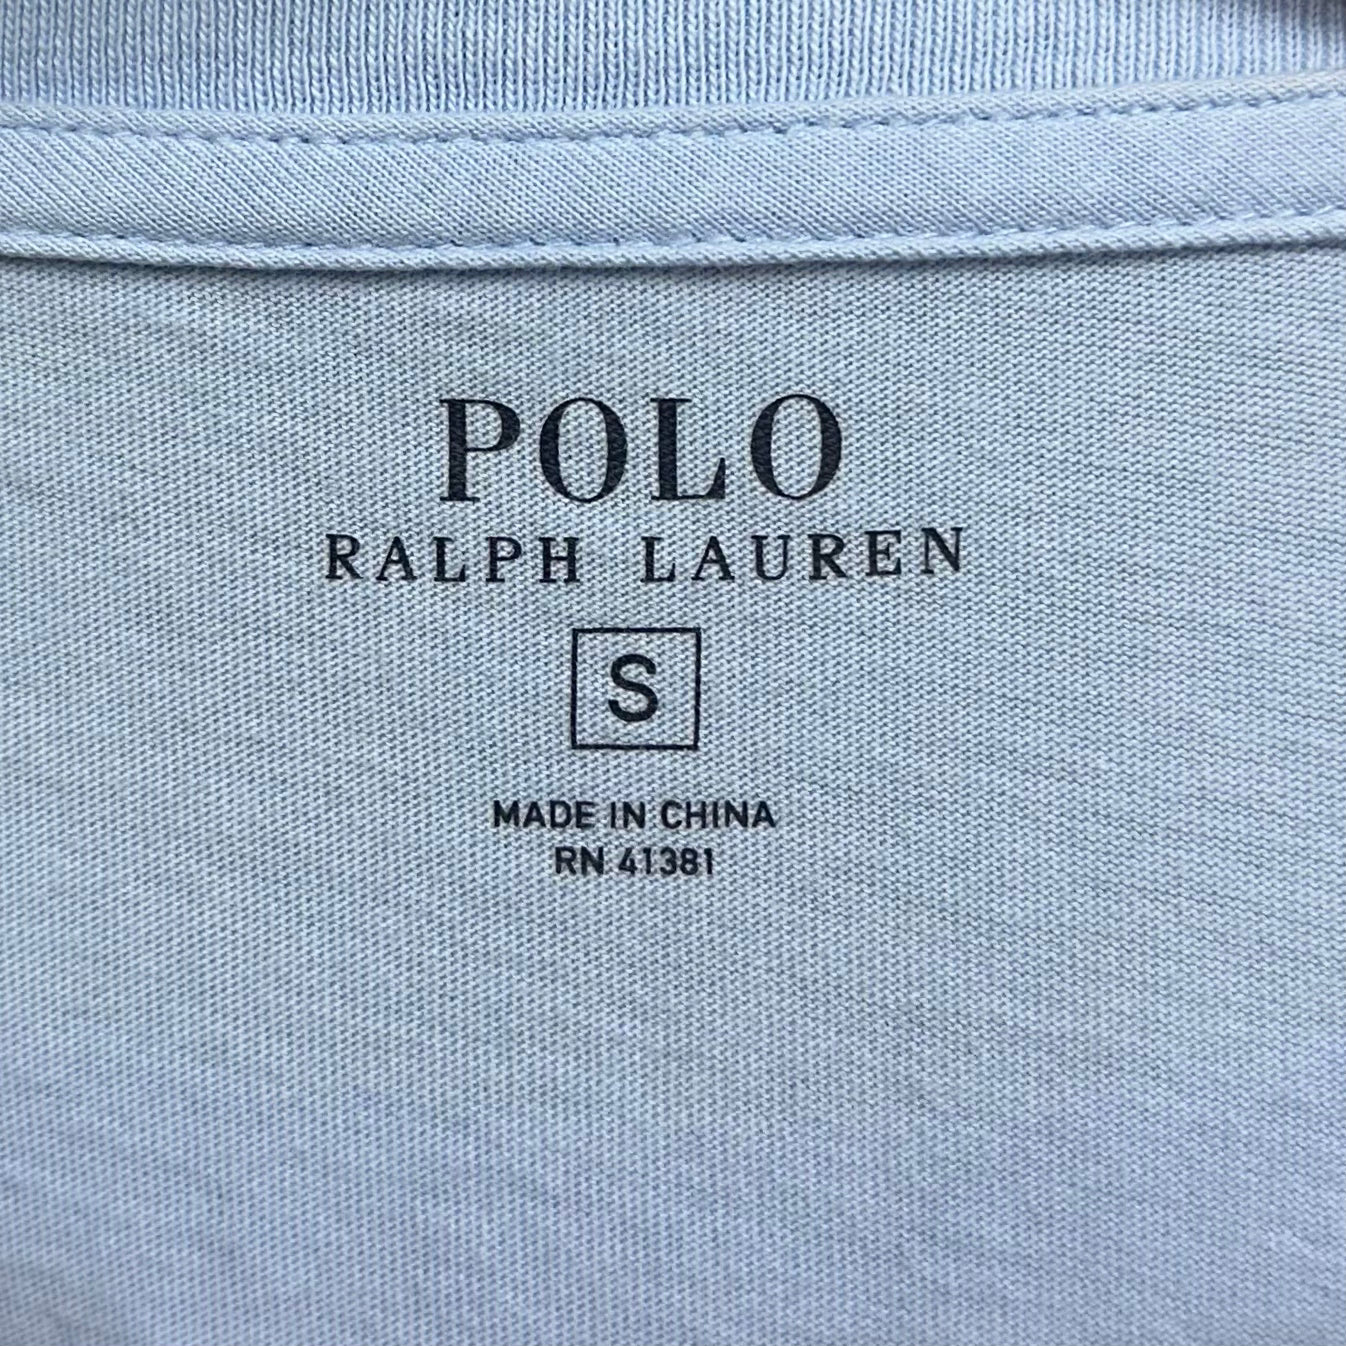 POLO
RALPH LAUREN
S
MADE IN CHINA
RN 41381